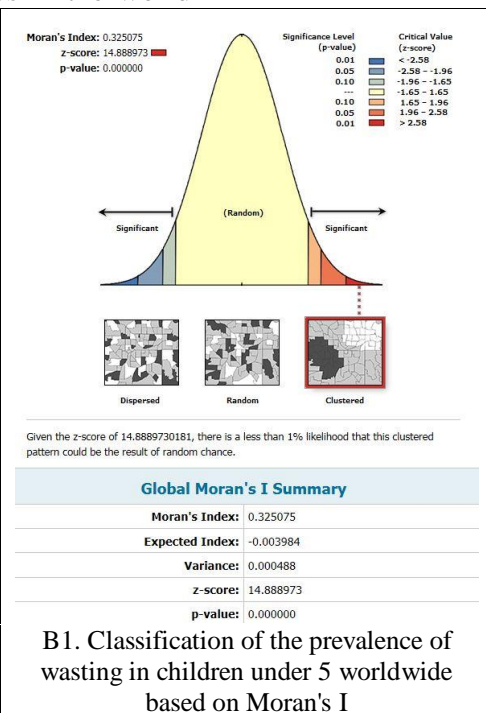 Moran's Index: 0.325075
z-score: 14.888973
p-value: 0.000000
Significance Level
(p-value)
Critical Value
(z-score)
0.01 < -2.58
0.05 -2.58 – -1.96
0.10 -1.96 – -1.65
--- -1.65 – 1.65
0.10 1.65 – 1.96
0.05 1.96 – 2.58
0.01 > 2.58
(Random)
Significant Significant
Dispersed Random Clustered
Given the z-score of 14.8889730181, there is a less than 1% likelihood that this clustered
pattern could be the result of random chance.
Global Moran's I Summary
Moran's Index: 0.325075
Expected Index: -0.003984
Variance: 0.000488
z-score: 14.888973
p-value: 0.000000
B1. Classification of the prevalence of
wasting in children under 5 worldwide
based on Moran's I